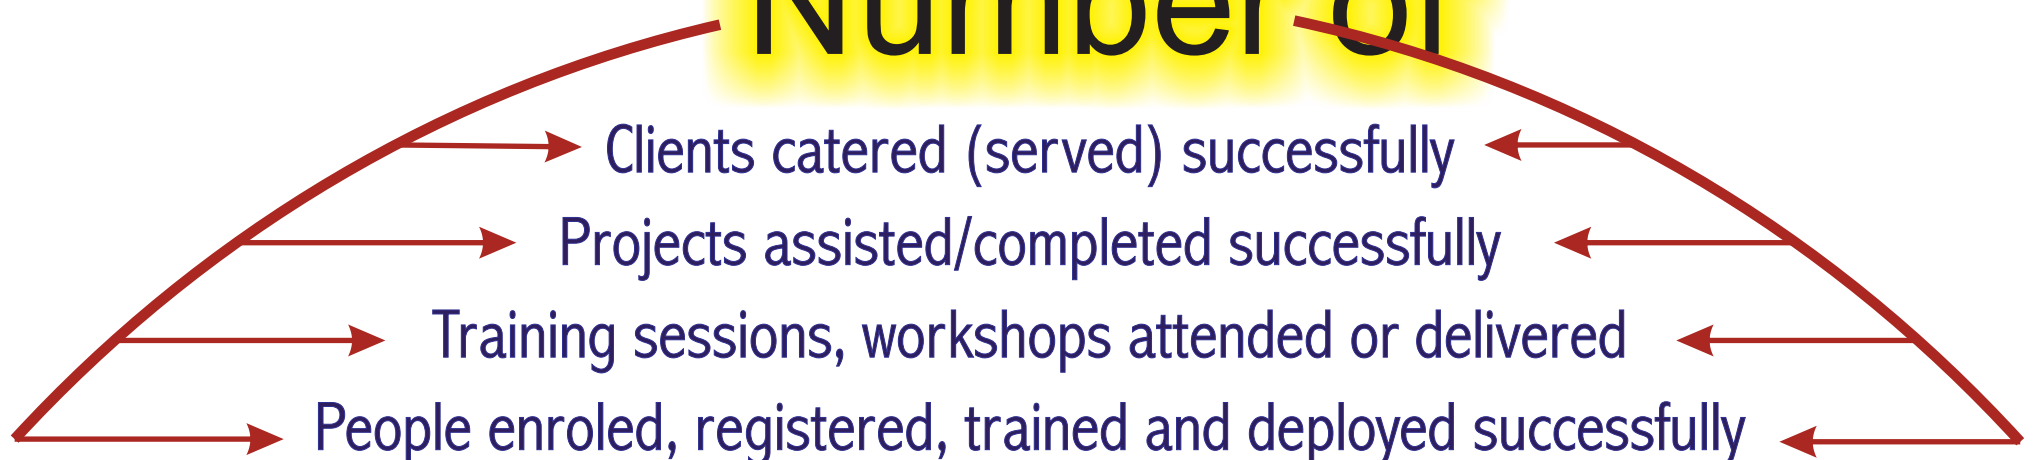 Number of
Clients catered (served) successfully
Projects assisted/completed successfully
Training sessions, workshops attended or delivered
People enroled, registered, trained and deployed successfully